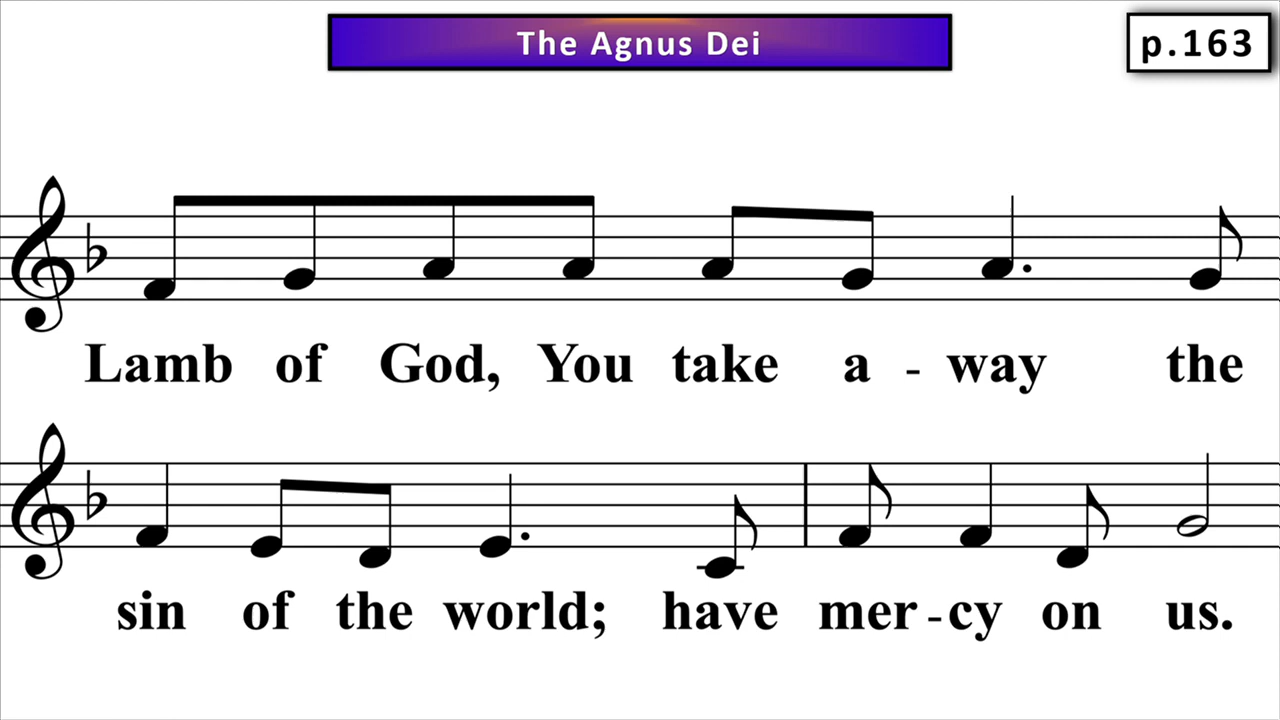 The Agnus Dei
p.163
Lamb of God, You take a - way the
sin of the world; have mer - cy on us.